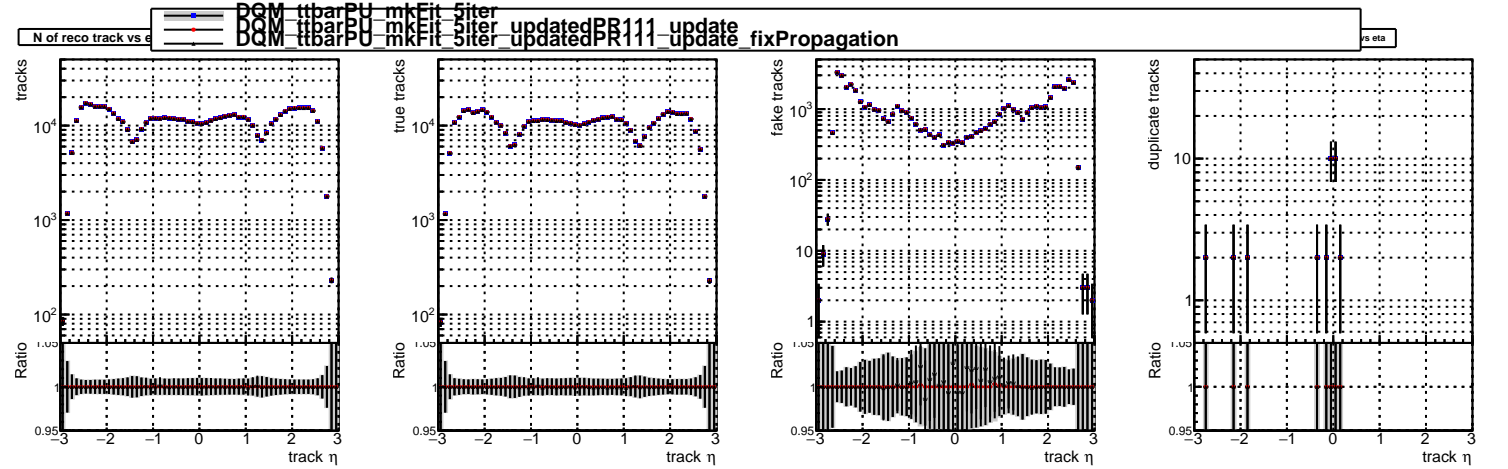 DQM_ttbarPU_mkFit_5iter
DQM_ttbarPU_mkFit_5iter_updatedPR111_update
DQM_ttbarPU_mkFit_5iter_updatedPR111_update_fixPropagation
N of reco track vs e
vs eta
tracks
10⁴
10³
10²
Ratio
1.05
1
0.95
−3 −2 −1 0 1 2 3
track η
true tracks
10⁴
10³
10²
Ratio
1.05
1
0.95
−3 −2 −1 0 1 2 3
track η
fake tracks
10³
10²
10
1
Ratio
1.05
1
0.95
−3 −2 −1 0 1 2 3
track η
duplicate tracks
10
1
Ratio
1.05
1
0.95
−3 −2 −1 0 1 2 3
track η